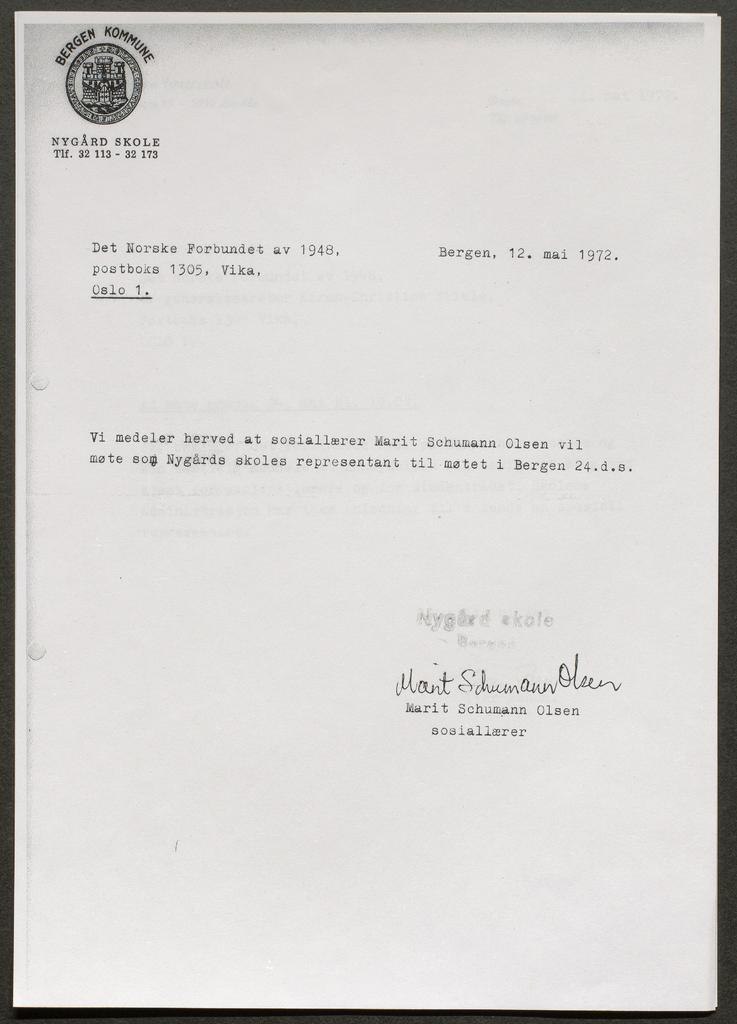 BERGEN KOMMUNE
NYGÅRD SKOLE
Tlf. 32 113 - 32 173
Det Norske Forbundet av 1948,
postboks 1305, Vika,
Oslo 1.
Bergen, 12. mai 1972.
Vi medeler herved at sosiallærer Marit Schumann Olsen vil
møte som Nygårds skoles representant til møtet i Bergen 24.d.s.
Nygård skole
Bergen
Marit Schumann Olsen
Marit Schumann Olsen
sosiallærer